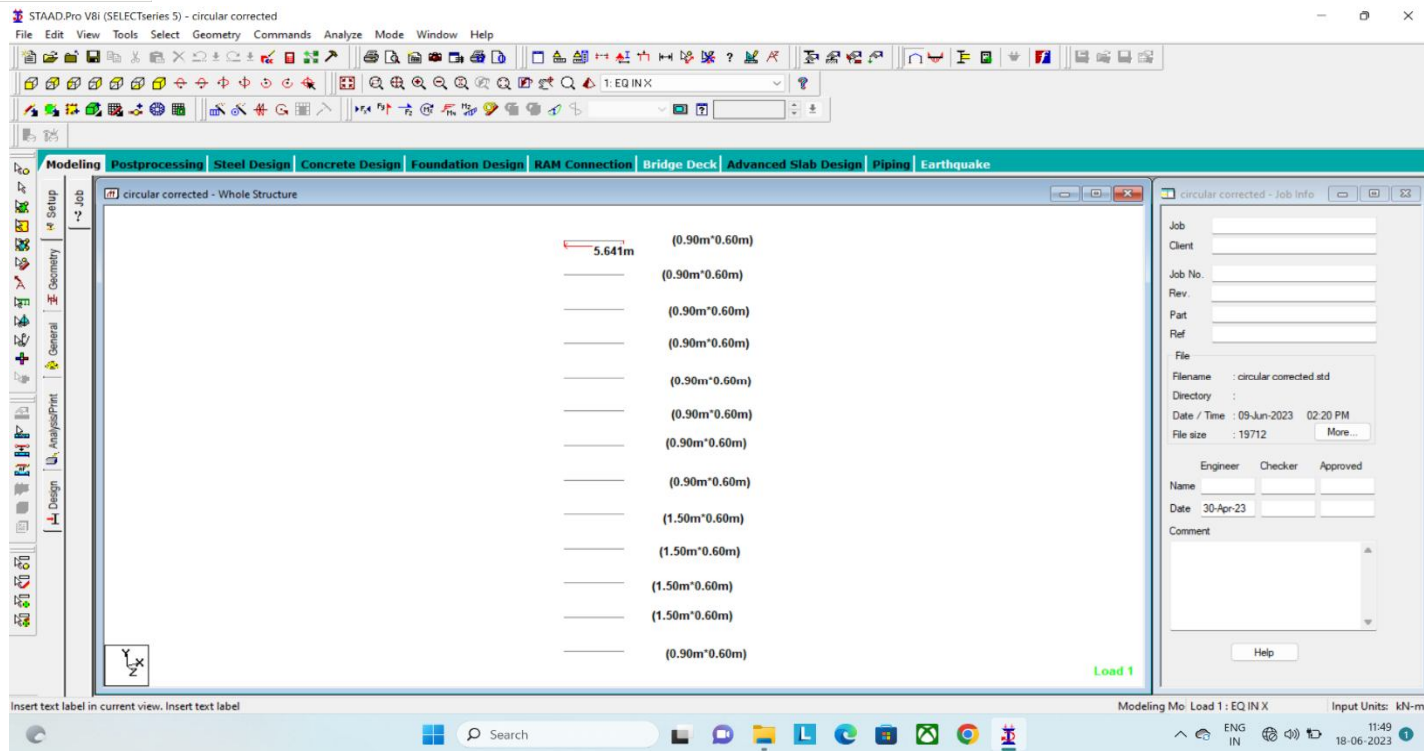 STAAD.Pro V8i (SELECTseries 5) - circular corrected
File Edit View Tools Select Geometry Commands Analyze Mode Window Help
1: EQ IN X
Modeling Postprocessing Steel Design Concrete Design Foundation Design RAM Connection Bridge Deck Advanced Slab Design Piping Earthquake
Setup
Geometry
General
Analysis/Print
Design
Job
circular corrected - Whole Structure
5.641m
(0.90m*0.60m)
(0.90m*0.60m)
(0.90m*0.60m)
(0.90m*0.60m)
(0.90m*0.60m)
(0.90m*0.60m)
(0.90m*0.60m)
(0.90m*0.60m)
(1.50m*0.60m)
(1.50m*0.60m)
(1.50m*0.60m)
(1.50m*0.60m)
(0.90m*0.60m)
Y
X
Z
Load 1
circular corrected - Job Info
Job
Client
Job No.
Rev.
Part
Ref
File
Filename : circular corrected std
Directory :
Date / Time : 09-Jun-2023 02:20 PM
File size : 19712 More...
Engineer Checker Approved
Name
Date 30-Apr-23
Comment
Help
Insert text label in current view. Insert text label
Modeling Mo Load 1 : EQ IN X Input Units: kN-m
Search
ENG
IN
11:49
18-06-2023
1